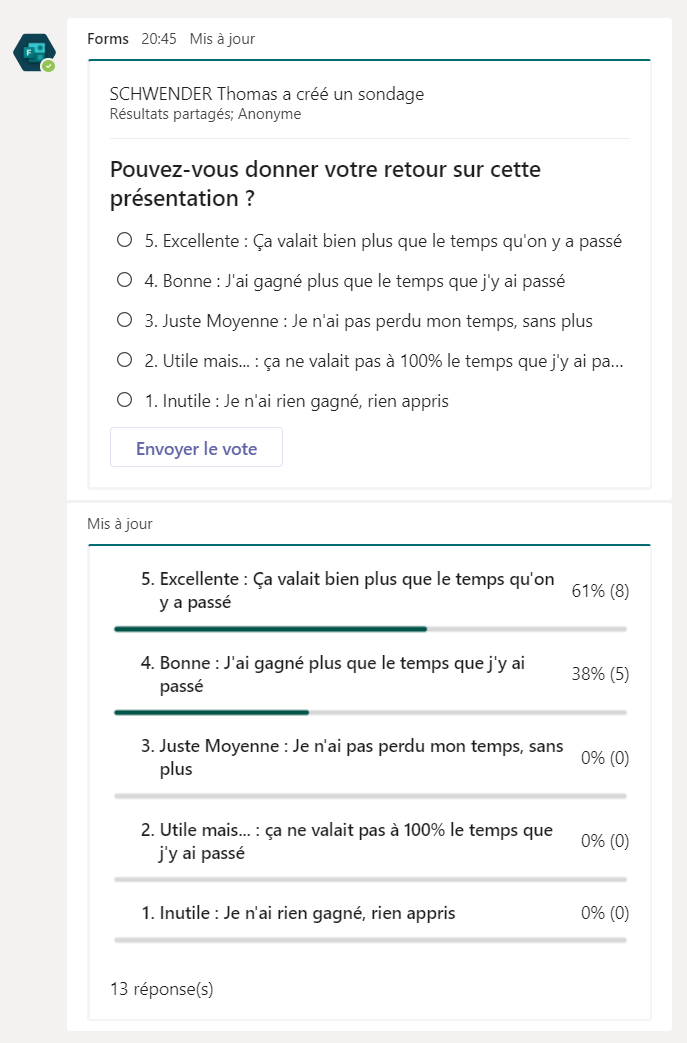 Forms 20:45 Mis à jour
SCHWENDER Thomas a créé un sondage
Résultats partagés; Anonyme
Pouvez-vous donner votre retour sur cette
présentation ?
5. Excellente : Ça valait bien plus que le temps qu'on y a passé
4. Bonne : J'ai gagné plus que le temps que j'y ai passé
3. Juste Moyenne : Je n'ai pas perdu mon temps, sans plus
2. Utile mais... : ça ne valait pas à 100% le temps que j'y ai pa...
1. Inutile : Je n'ai rien gagné, rien appris
Envoyer le vote
Mis à jour
5. Excellente : Ça valait bien plus que le temps qu'on
y a passé
61% (8)
4. Bonne : J'ai gagné plus que le temps que j'y ai
passé
38% (5)
3. Juste Moyenne : Je n'ai pas perdu mon temps, sans
plus
0% (0)
2. Utile mais... : ça ne valait pas à 100% le temps que
j'y ai passé
0% (0)
1. Inutile : Je n'ai rien gagné, rien appris
0% (0)
13 réponse(s)